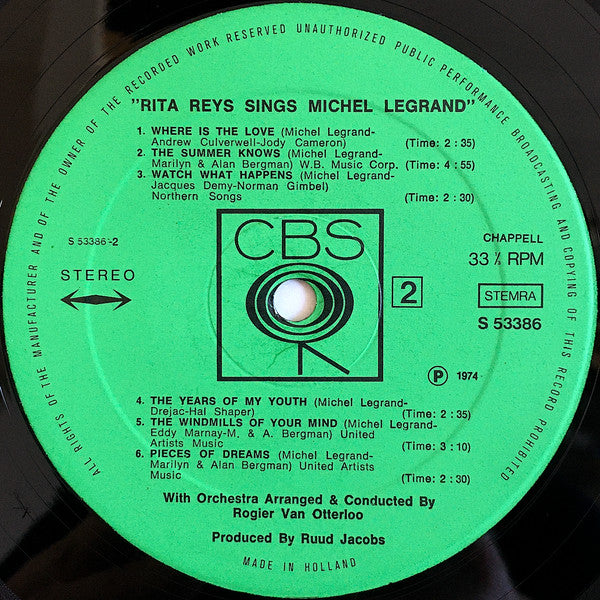 ALL RIGHTS OF THE MANUFACTURER AND OF THE OWNER OF THE RECORDED WORK RESERVED UNAUTHORIZED PUBLIC PERFORMANCE BROADCASTING AND COPYING OF THIS RECORD PROHIBITED
"RITA REYS SINGS MICHEL LEGRAND"
1. WHERE IS THE LOVE (Michel Legrand-
Andrew Culverwell-Jody Cameron) (Time: 2 : 35)
2. THE SUMMER KNOWS (Michel Legrand-
Marilyn & Alan Bergman) W.B. Music Corp. (Time: 4 : 55)
3. WATCH WHAT HAPPENS (Michel Legrand-
Jacques Demy-Norman Gimbel) (Time: 2 : 30)
Northern Songs
CBS
S 53386-2
STEREO
2
CHAPPELL
33 ⅓ RPM
STEMRA
S 53386
Ⓟ 1974
4. THE YEARS OF MY YOUTH (Michel Legrand-
Drejac-Hal Shaper) (Time: 2 : 35)
5. THE WINDMILLS OF YOUR MIND (Michel Legrand-
Eddy Marnay-M. & A. Bergman) United
Artists Music (Time: 3 : 10)
6. PIECES OF DREAMS (Michel Legrand-
Marilyn & Alan Bergman) United Artists
Music (Time: 2 : 30)
With Orchestra Arranged & Conducted By
Rogier Van Otterloo
Produced By Ruud Jacobs
MADE IN HOLLAND